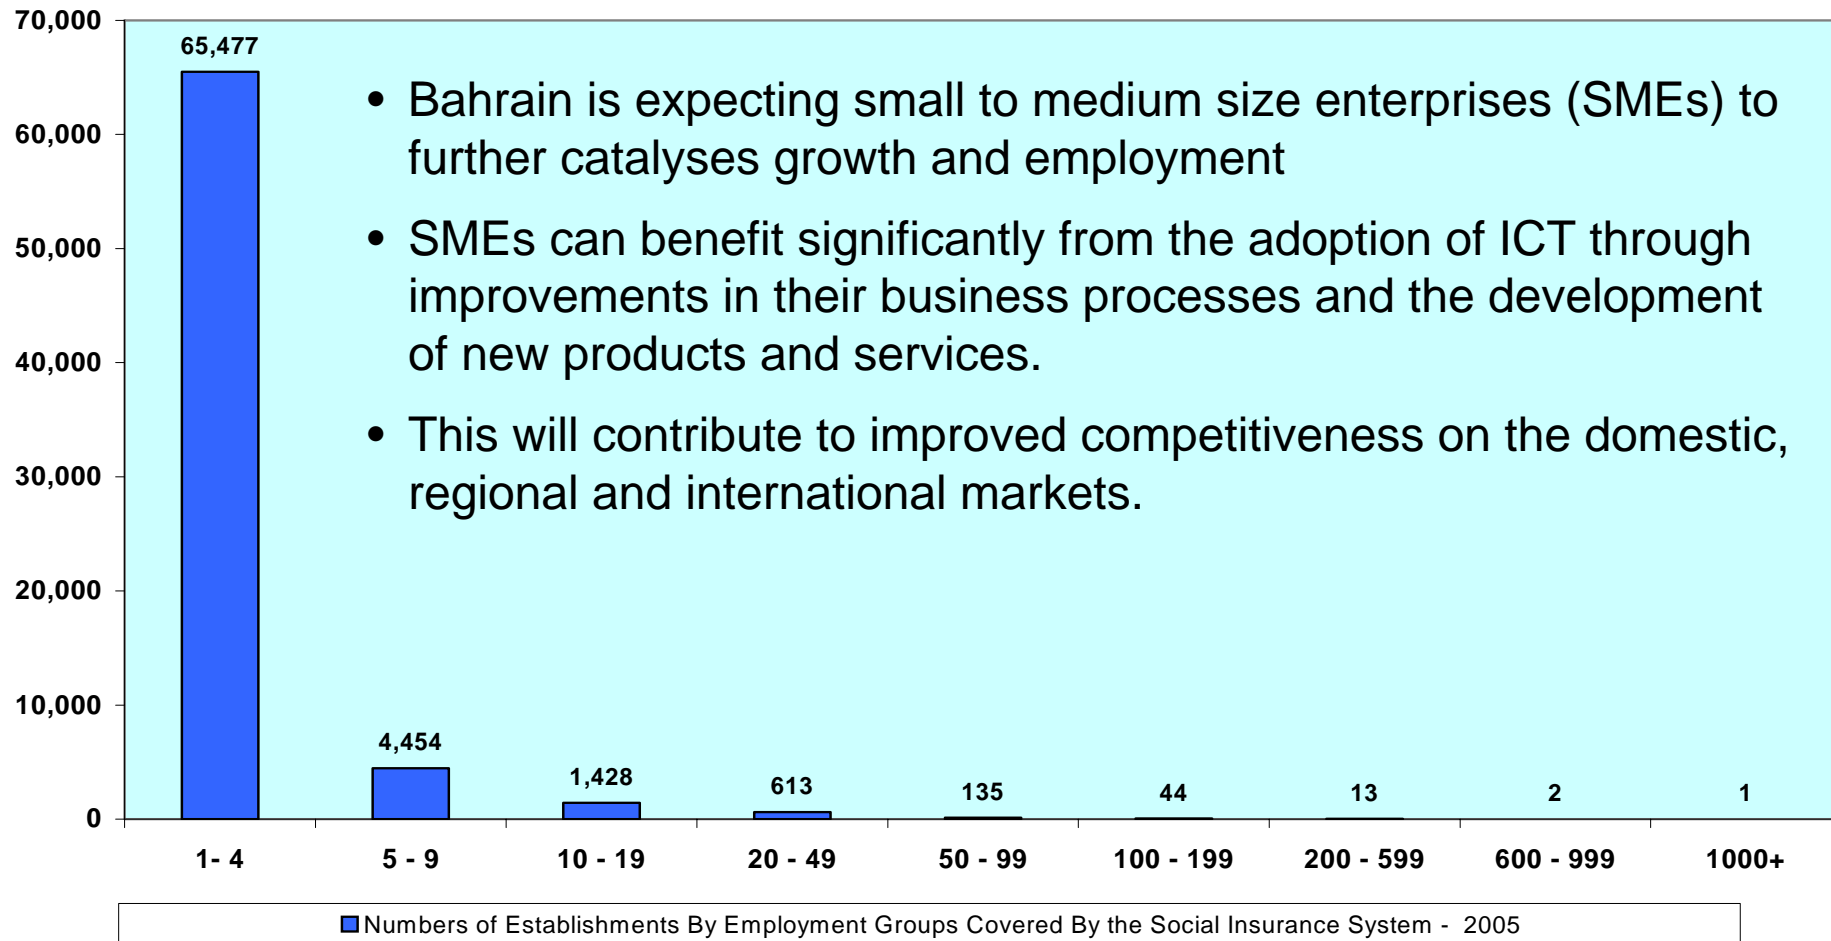 70,000
65,477
• Bahrain is expecting small to medium size enterprises (SMEs) to
further catalyses growth and employment
60,000
• SMEs can benefit significantly from the adoption of ICT through
improvements in their business processes and the development
of new products and services.
50,000
40,000
• This will contribute to improved competitiveness on the domestic,
regional and international markets.
30,000
20,000
10,000
4,454
1,428
613
135
44
13
2
1
0
1- 4
5 - 9
10 - 19
20 - 49
50 - 99
100 - 199
200 - 599
600 - 999
1000+
Numbers of Establishments By Employment Groups Covered By the Social Insurance System - 2005